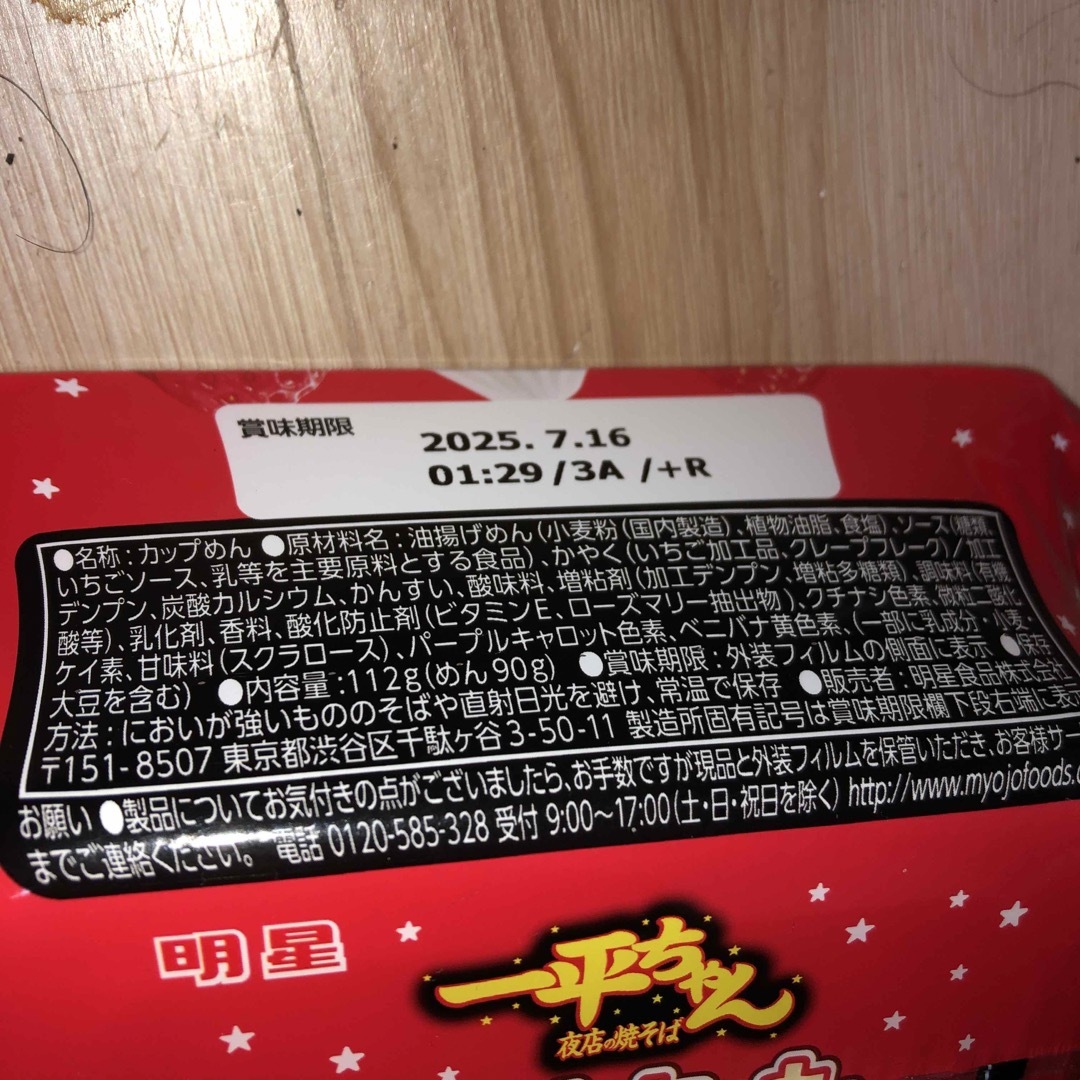 賞味期限
2025. 7.16
01:29 /3A /+R
●名称：カップめん ●原材料名：油揚げめん(小麦粉(国内製造)、植物油脂、食塩)、ソース(糖類、
いちごソース、乳等を主要原料とする食品)、かやく(いちご加工品、クレープフレーク)/加工
デンプン、炭酸カルシウム、かんすい、酸味料、増粘剤(加工デンプン、増粘多糖類)、調味料(有機
酸等)、乳化剤、香料、酸化防止剤(ビタミンE、ローズマリー抽出物)、クチナシ色素、微粒二酸化
ケイ素、甘味料(スクラロース)、パープルキャロット色素、ベニバナ黄色素、(一部に乳成分・小麦・
大豆を含む) ●内容量：112g(めん90g) ●賞味期限：外装フィルムの側面に表示 ●保存
方法：においが強いもののそばや直射日光を避け、常温で保存 ●販売者：明星食品株式会社
〒151-8507 東京都渋谷区千駄ヶ谷3-50-11 製造所固有記号は賞味期限欄下段右端に表
お願い ●製品についてお気付きの点がございましたら、お手数ですが現品と外装フィルムを保管いただき、お客様サー
までご連絡ください。 電話 0120-585-328 受付 9:00〜17:00(土・日・祝日を除く) http://www.myojofoods.c
明星
一平ちゃん
夜店の焼そば